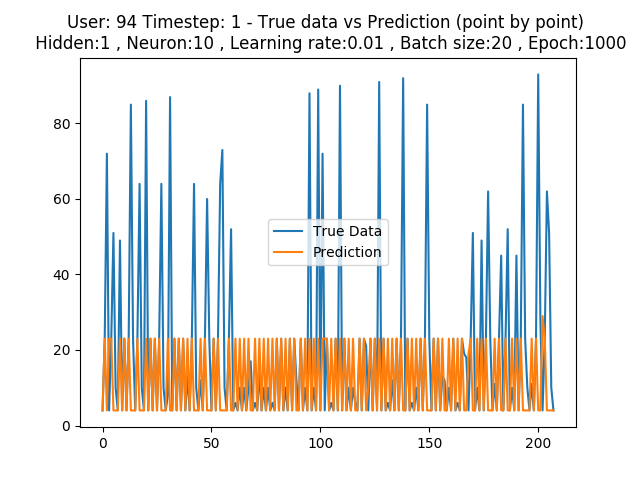 User: 94 Timestep: 1 - True data vs Prediction (point by point)
Hidden:1 , Neuron:10 , Learning rate:0.01 , Batch size:20 , Epoch:1000
80
60
True Data
Prediction
40
20
0
0 50 100 150 200